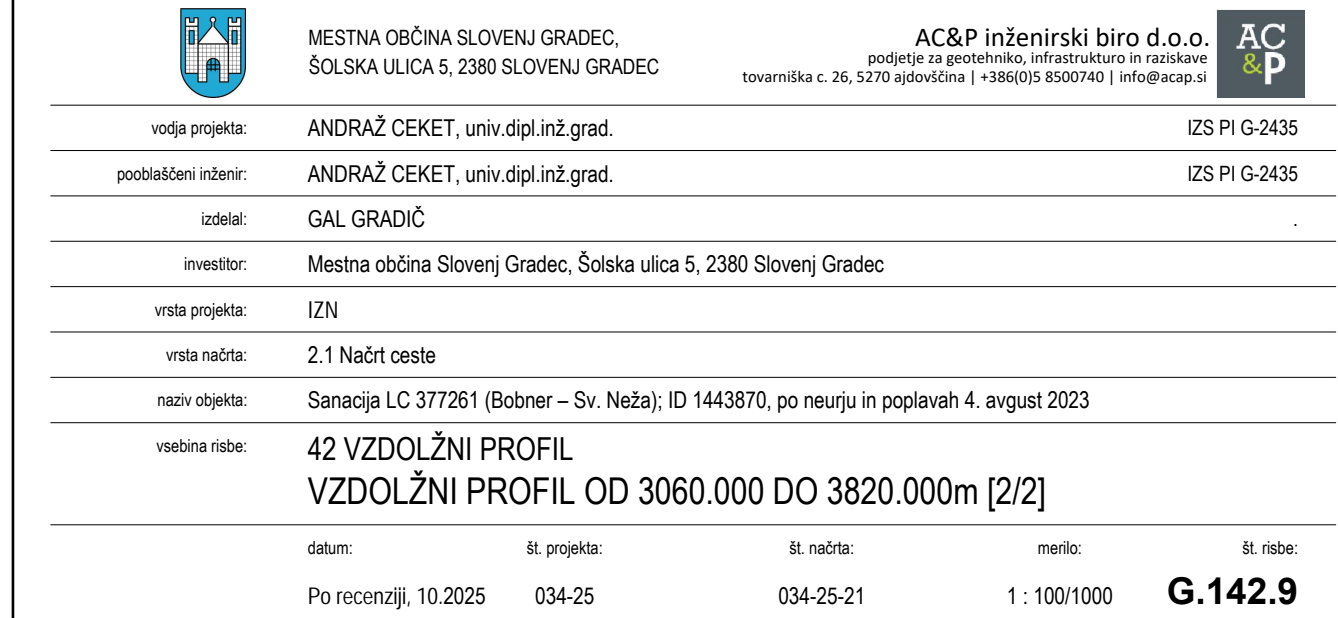 MESTNA OBČINA SLOVENJ GRADEC,
ŠOLSKA ULICA 5, 2380 SLOVENJ GRADEC
AC&P inženirski biro d.o.o.
podjetje za geotehniko, infrastrukturo in raziskave
tovarniška c. 26, 5270 ajdovščina | +386(0)5 8500740 | info@acap.si
AC
&P
vodja projekta: ANDRAŽ CEKET, univ.dipl.inž.grad. IZS PI G-2435
pooblaščeni inženir: ANDRAŽ CEKET, univ.dipl.inž.grad. IZS PI G-2435
izdelal: GAL GRADIČ .
investitor: Mestna občina Slovenj Gradec, Šolska ulica 5, 2380 Slovenj Gradec
vrsta projekta: IZN
vrsta načrta: 2.1 Načrt ceste
naziv objekta: Sanacija LC 377261 (Bobner – Sv. Neža); ID 1443870, po neurju in poplavah 4. avgust 2023
vsebina risbe: 42 VZDOLŽNI PROFIL
VZDOLŽNI PROFIL OD 3060.000 DO 3820.000m [2/2]
datum: št. projekta: št. načrta: merilo: št. risbe:
Po recenziji, 10.2025 034-25 034-25-21 1 : 100/1000 G.142.9